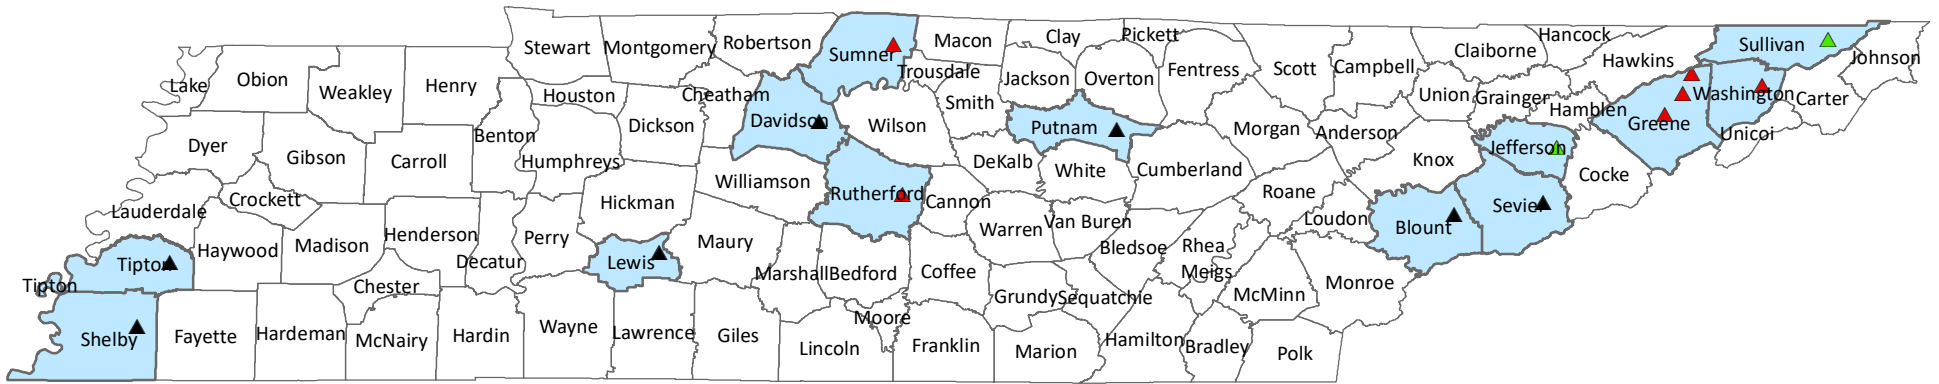 Stewart
Montgomery
Robertson
Sumner
Macon
Clay
Pickett
Hancock
Sullivan
Johnson
Lake
Obion
Weakley
Henry
Houston
Cheatham
Trousdale
Jackson
Overton
Fentress
Scott
Campbell
Claiborne
Hawkins
Union
Grainger
Hamblen
Washington
Carter
Greene
Unicoi
Dyer
Gibson
Carroll
Benton
Humphreys
Dickson
Davidson
Wilson
Smith
Putnam
DeKalb
White
Cumberland
Morgan
Anderson
Knox
Jefferson
Cocke
Lauderdale
Crockett
Haywood
Madison
Henderson
Decatur
Perry
Hickman
Williamson
Rutherford
Cannon
Warren
Van Buren
Bledsoe
Rhea
Meigs
Roane
Loudon
Blount
Sevier
Tipton
Tipton
Chester
Lewis
Maury
Marshall
Bedford
Coffee
Grundy
Sequatchie
McMinn
Monroe
Shelby
Fayette
Hardeman
McNairy
Hardin
Wayne
Lawrence
Giles
Lincoln
Moore
Franklin
Marion
Hamilton
Bradley
Polk